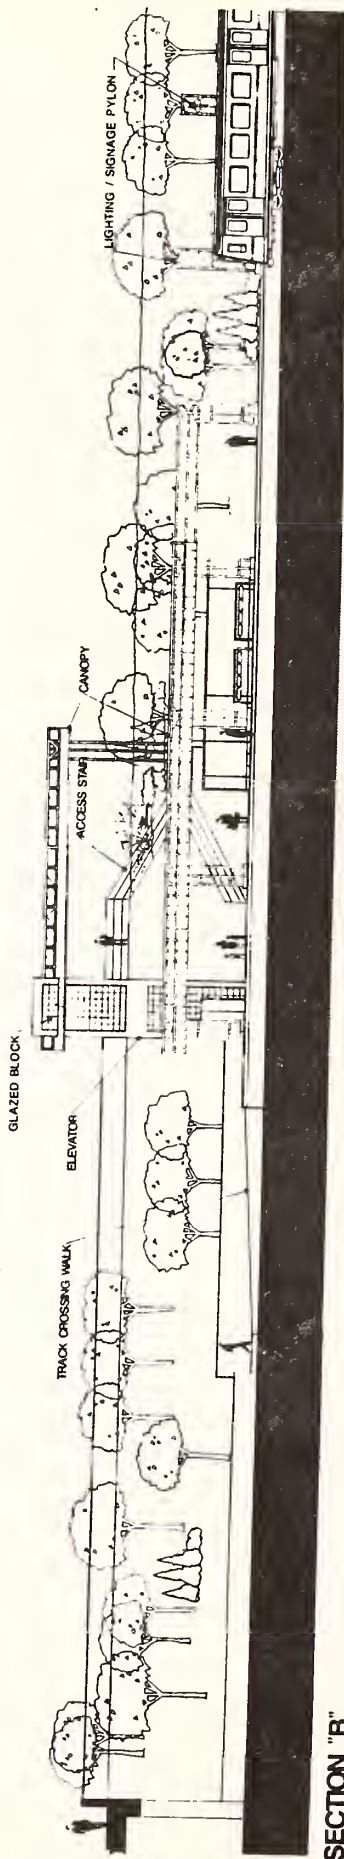 GLAZED BLOCK
TRACK CROSSING WALK
ELEVATOR
ACCESS STAIR
CANOPY
LIGHTING / SIGNAGE PYLON
SECTION "B"